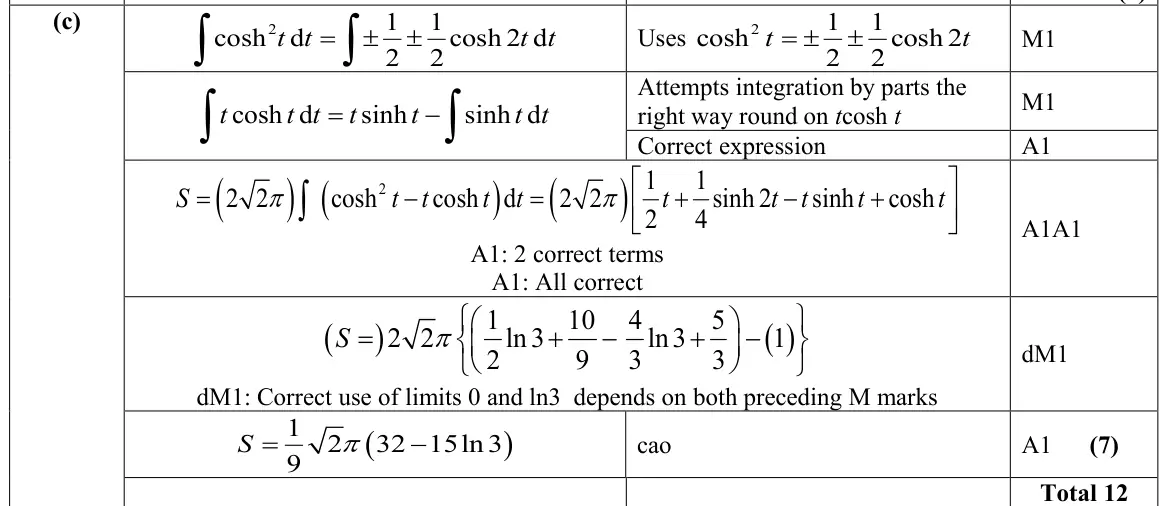 (c) ∫cosh² t dt = ∫ ± 1/2 ± 1/2 cosh 2t dt Uses cosh² t = ± 1/2 ± 1/2 cosh 2t M1
∫t cosh t dt = t sinh t − ∫sinh t dt Attempts integration by parts the
right way round on tcosh t M1
Correct expression A1
S = (2√2π)∫ (cosh² t − t cosh t)dt = (2√2π)[1/2 t + 1/4 sinh 2t − t sinh t + cosh t] A1A1
A1: 2 correct terms
A1: All correct
(S =)2√2π{(1/2 ln 3 + 10/9 − 4/3 ln 3 + 5/3) − (1)} dM1
dM1: Correct use of limits 0 and ln3 depends on both preceding M marks
S = 1/9 √2π(32 − 15 ln 3) cao A1 (7)
Total 12